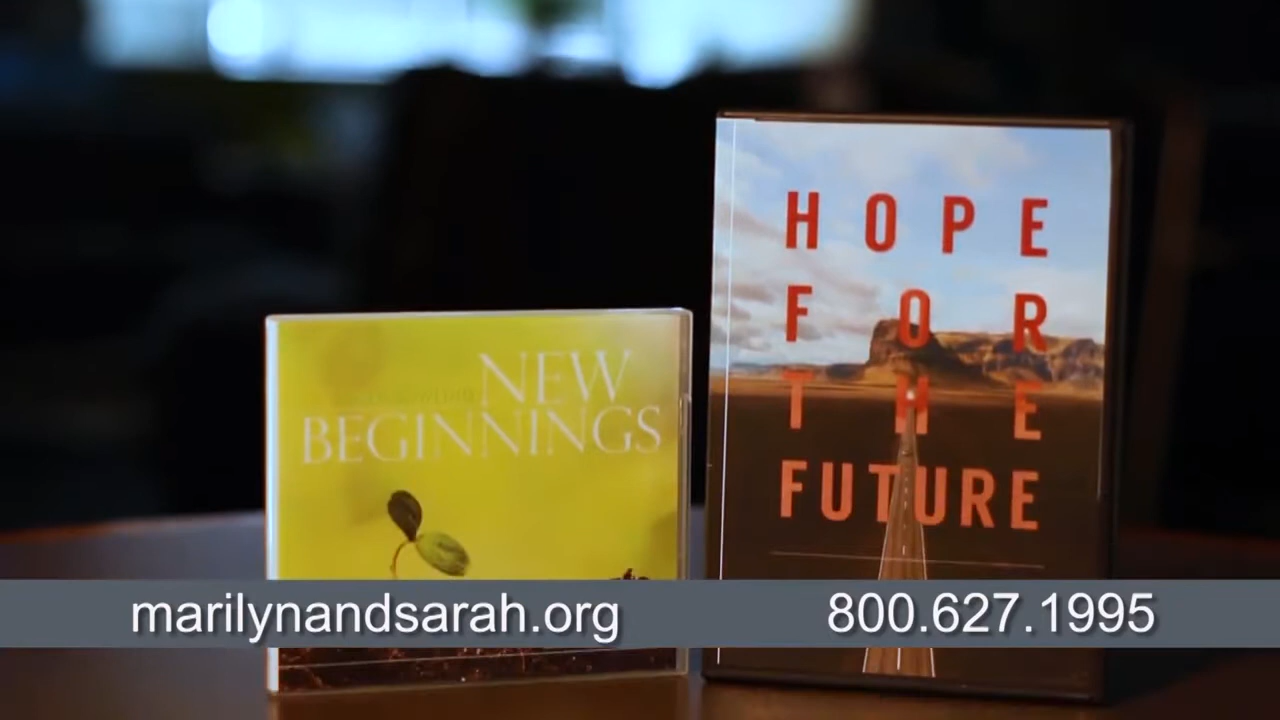 NEW
BEGINNINGS
HOPE
FOR
THE
FUTURE
marilynandsarah.org
800.627.1995